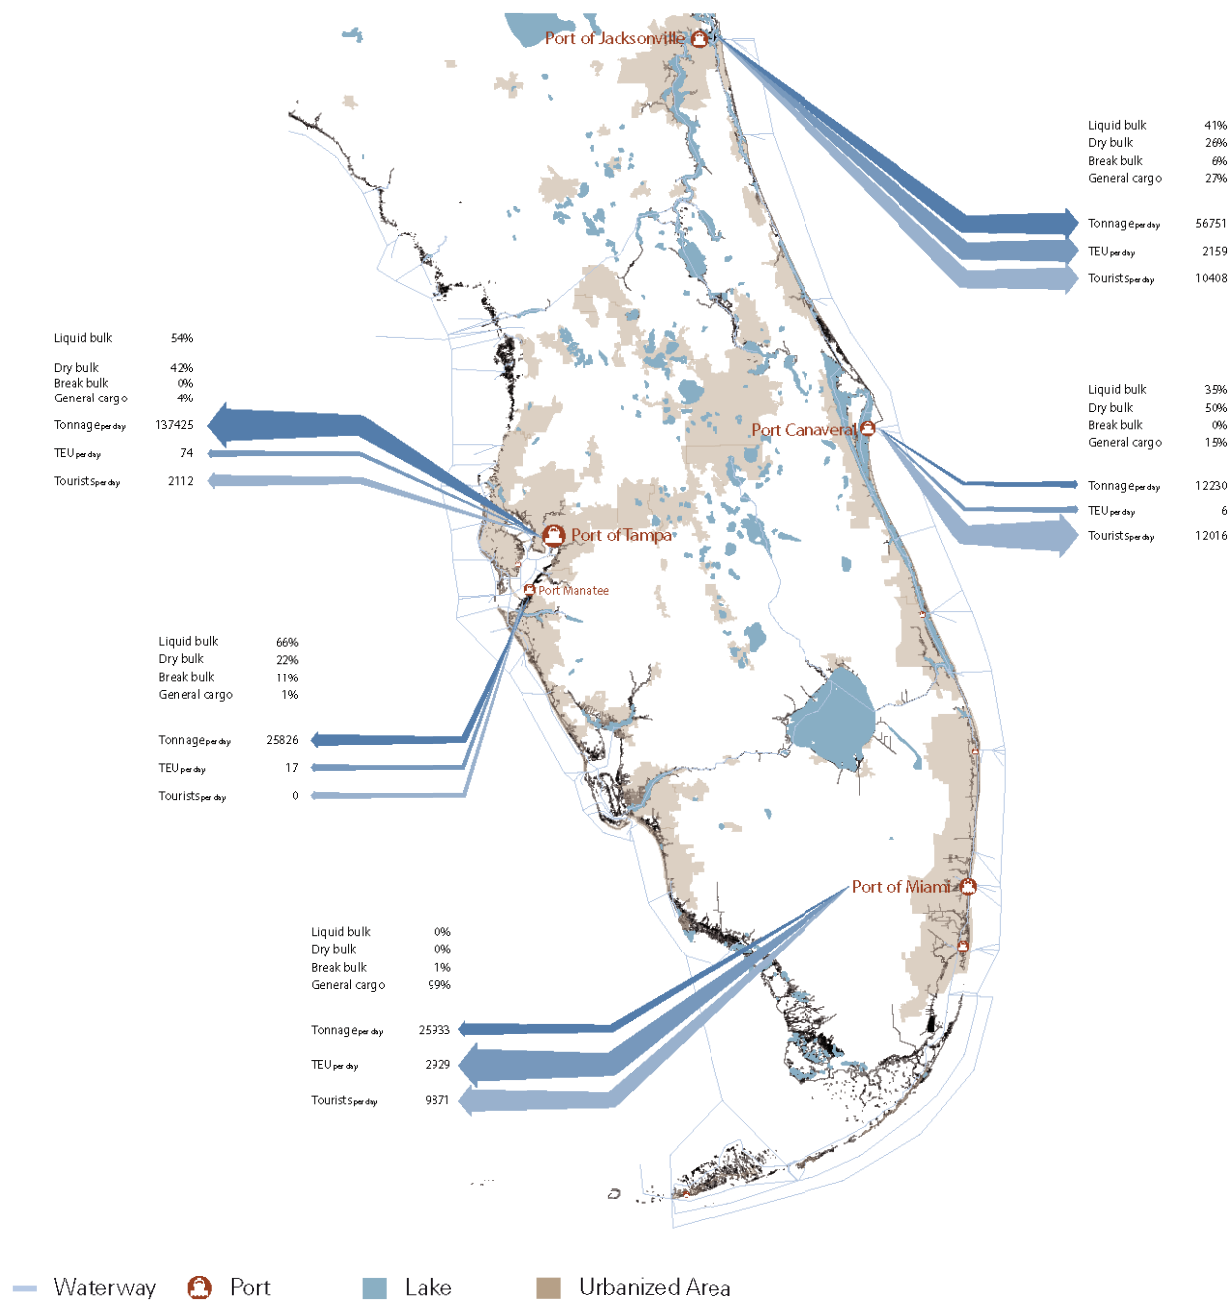 Port of Jacksonville
Liquid bulk 41%
Dry bulk 26%
Break bulk 6%
General cargo 27%
Tonnage per day 56751
TEU per day 2159
Tourists per day 10408
Liquid bulk 54%
Dry bulk 42%
Break bulk 0%
General cargo 4%
Tonnage per day 137425
TEU per day 74
Tourists per day 2112
Liquid bulk 35%
Dry bulk 50%
Break bulk 0%
General cargo 15%
Port Canaveral
Tonnage per day 12230
TEU per day 6
Tourists per day 12016
Port of Tampa
Port Manatee
Liquid bulk 66%
Dry bulk 22%
Break bulk 11%
General cargo 1%
Tonnage per day 25826
TEU per day 17
Tourists per day 0
Port of Miami
Liquid bulk 0%
Dry bulk 0%
Break bulk 1%
General cargo 99%
Tonnage per day 25933
TEU per day 2929
Tourists per day 9871
Waterway Port Lake Urbanized Area